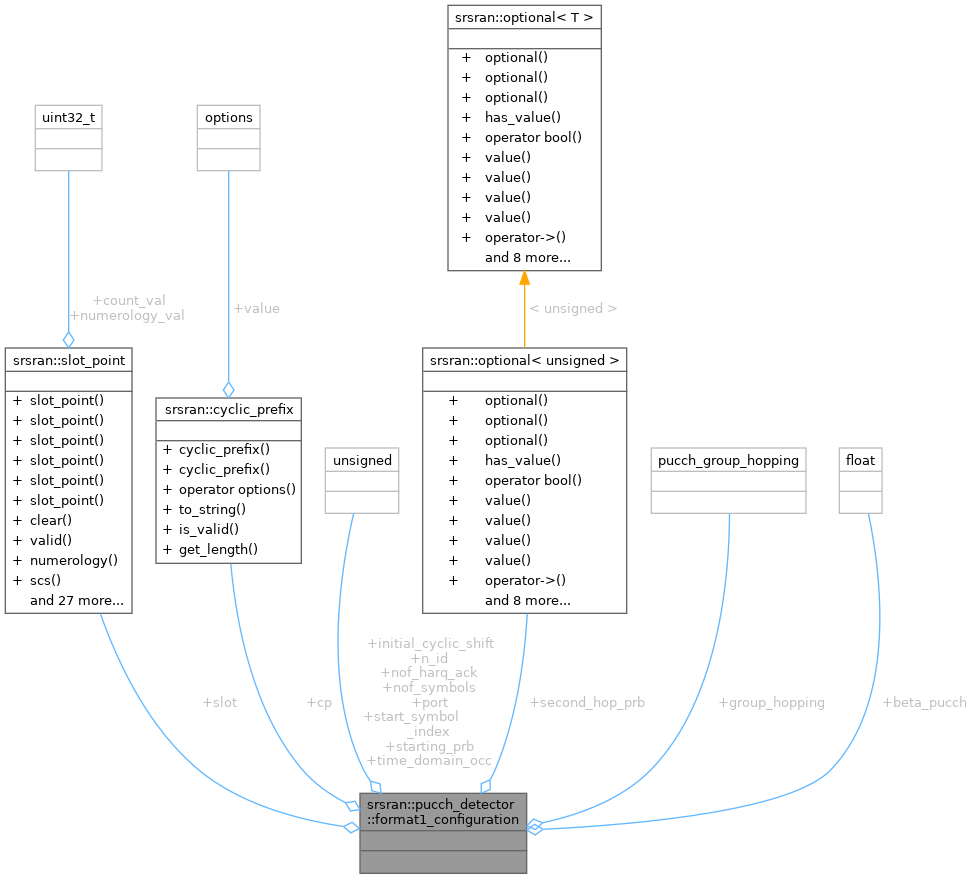 srsran::optional< T >
+ optional()
+ optional()
+ optional()
+ has_value()
+ operator bool()
+ value()
+ value()
+ value()
+ value()
+ operator->()
and 8 more...
uint32_t
options
+count_val
+numerology_val
+value
< unsigned >
srsran::slot_point
+ slot_point()
+ slot_point()
+ slot_point()
+ slot_point()
+ slot_point()
+ slot_point()
+ clear()
+ valid()
+ numerology()
+ scs()
and 27 more...
srsran::cyclic_prefix
+ cyclic_prefix()
+ cyclic_prefix()
+ operator options()
+ to_string()
+ is_valid()
+ get_length()
unsigned
srsran::optional< unsigned >
+ optional()
+ optional()
+ optional()
+ has_value()
+ operator bool()
+ value()
+ value()
+ value()
+ value()
+ operator->()
and 8 more...
pucch_group_hopping
float
+slot
+cp
+initial_cyclic_shift
+n_id
+nof_harq_ack
+nof_symbols
+port
+start_symbol
_index
+starting_prb
+time_domain_occ
+second_hop_prb
+group_hopping
+beta_pucch
srsran::pucch_detector
::format1_configuration